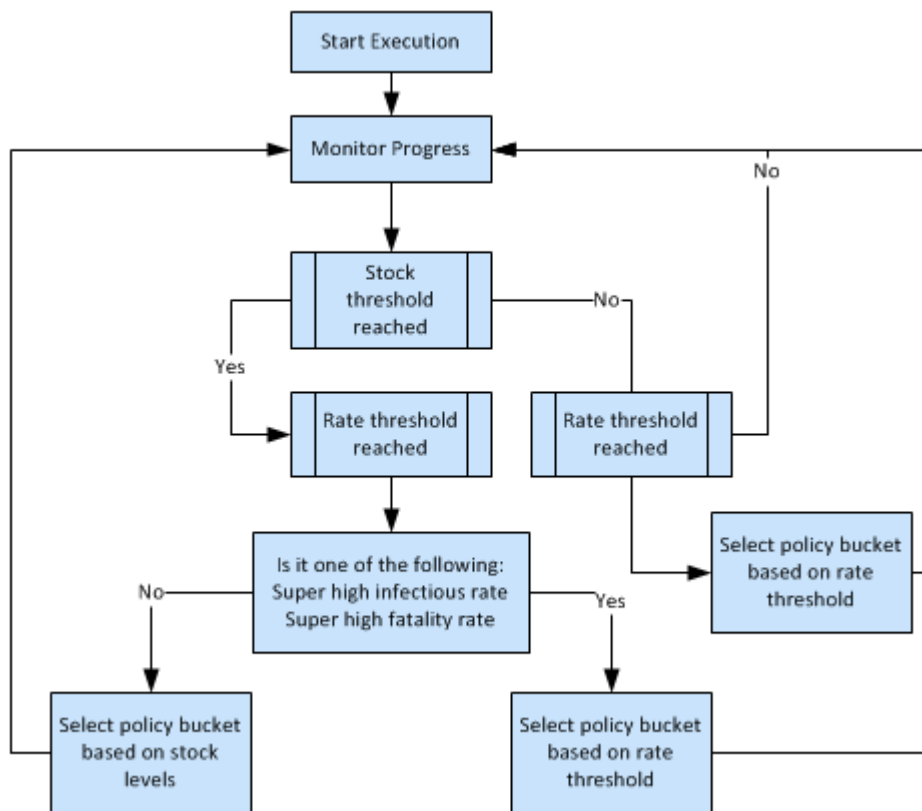 Start Execution
Monitor Progress
No
Stock
threshold
reached
No
Yes
Rate threshold
reached
Rate threshold
reached
Is it one of the following:
Super high infectious rate
Super high fatality rate
Select policy bucket
based on rate
threshold
No
Yes
Select policy bucket
based on stock
levels
Select policy bucket
based on rate
threshold